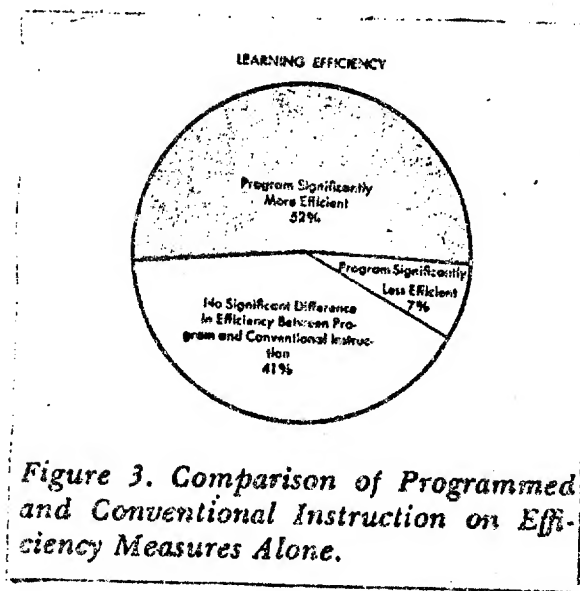 LEARNING EFFICIENCY
Program Significantly
More Efficient
52%
Program Significantly
Less Efficient
7%
No Significant Difference
In Efficiency Between Pro-
gram and Conventional Instruc-
tion
41%
Figure 3. Comparison of Programmed
and Conventional Instruction on Effi-
ciency Measures Alone.